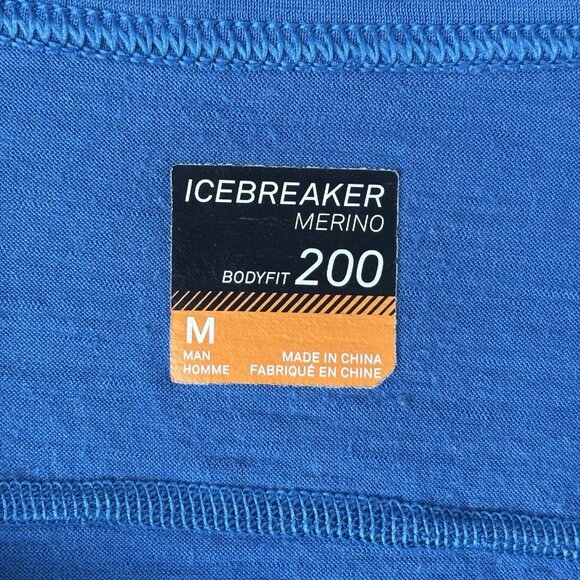 ICEBREAKER
MERINO
BODYFIT 200
M
MAN MADE IN CHINA
HOMME FABRIQUÉ EN CHINE